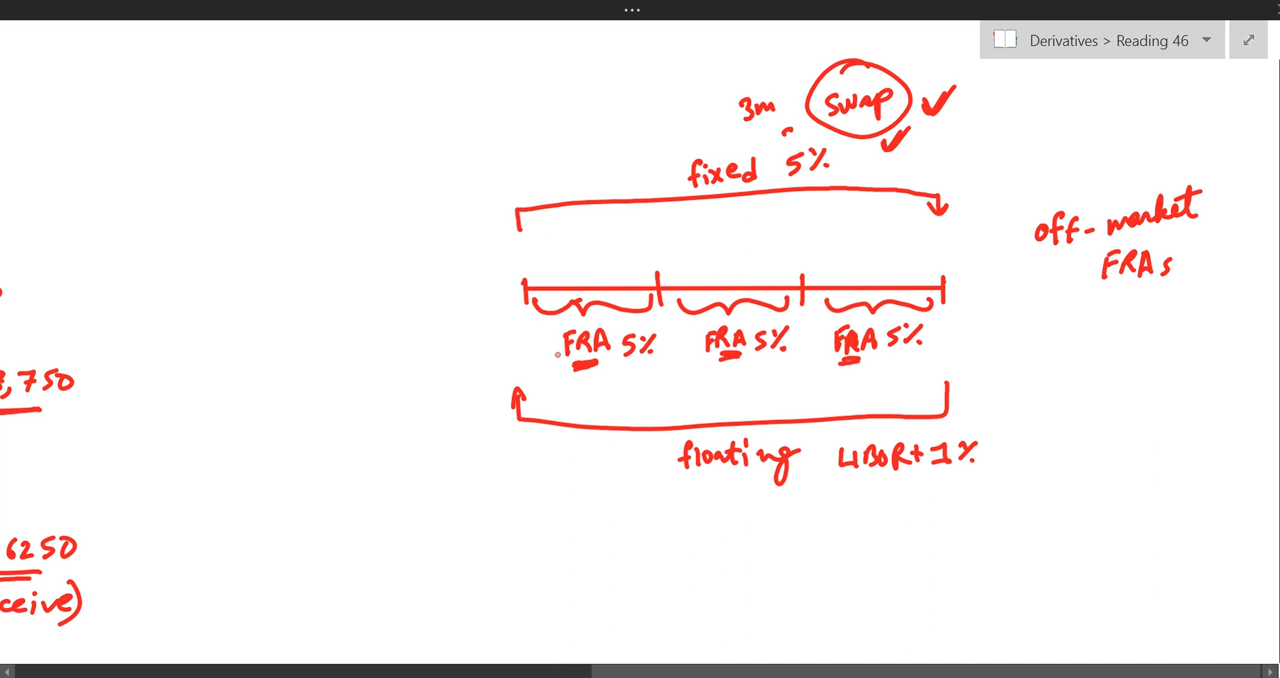 Derivatives > Reading 46
3m swap
fixed 5%
off-market
FRAs
FRA 5% FRA 5% FRA 5%
,750
floating LIBOR+1%
6250
ceive)